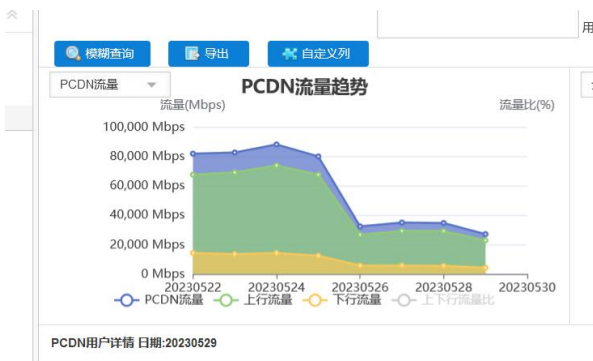 用
模糊查询 导出 自定义列
PCDN流量 PCDN流量趋势
流量(Mbps) 流量比(%)
100,000 Mbps
80,000 Mbps
60,000 Mbps
40,000 Mbps
20,000 Mbps
0 Mbps
20230522 20230524 20230526 20230528 20230530
PCDN流量 上行流量 下行流量 上下行流量比
PCDN用户详情 日期:20230529